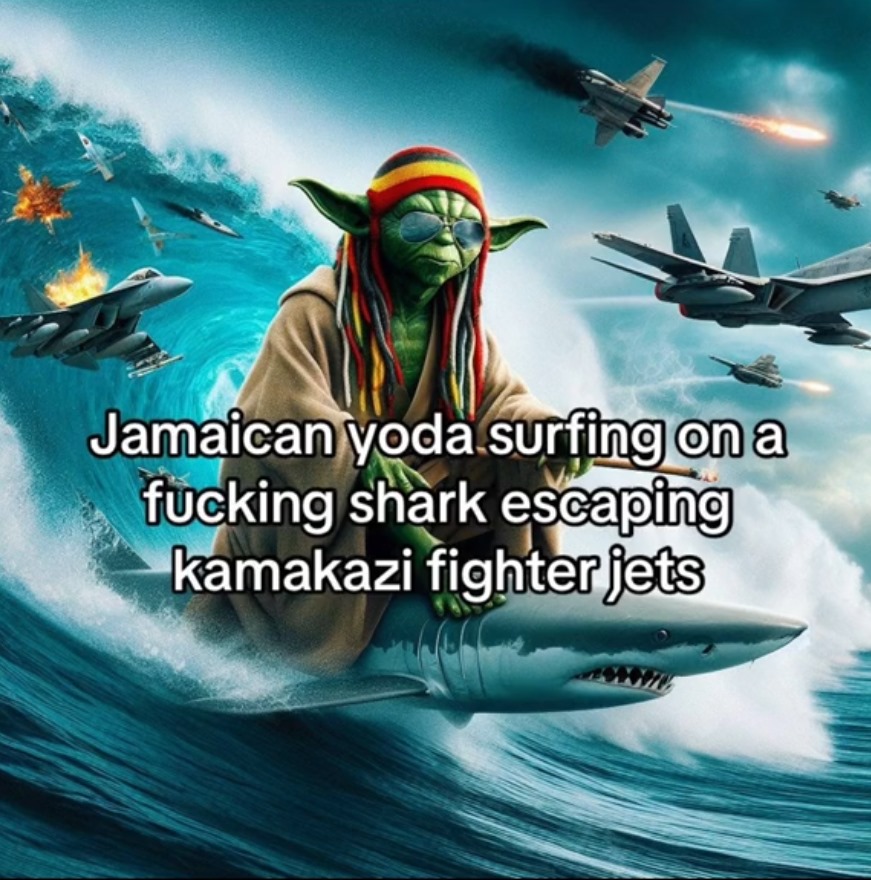 Jamaican yoda surfing on a
fucking shark escaping
kamakazi fighter jets